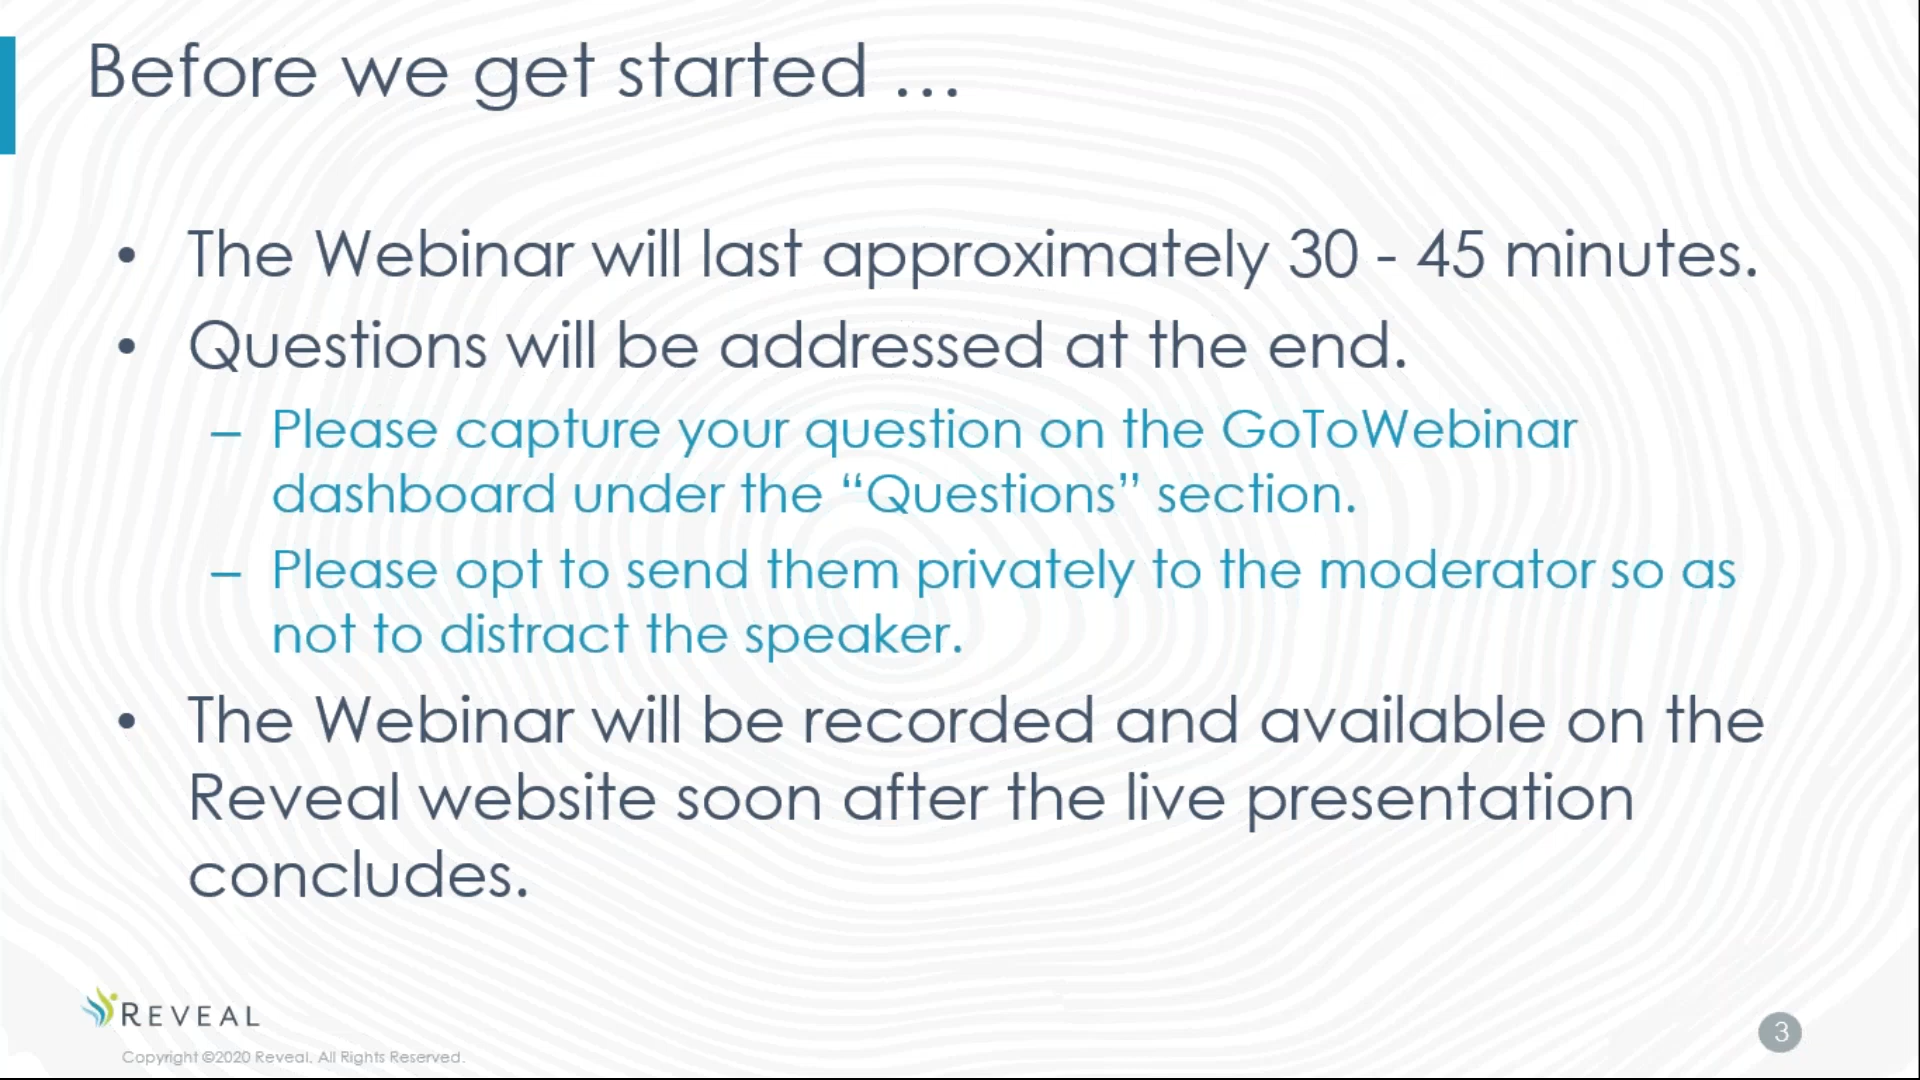 Before we get started ...
• The Webinar will last approximately 30 - 45 minutes.
• Questions will be addressed at the end.
– Please capture your question on the GoToWebinar
dashboard under the “Questions” section.
– Please opt to send them privately to the moderator so as
not to distract the speaker.
• The Webinar will be recorded and available on the
Reveal website soon after the live presentation
concludes.
REVEAL
Copyright ©2020 Reveal. All Rights Reserved.
3